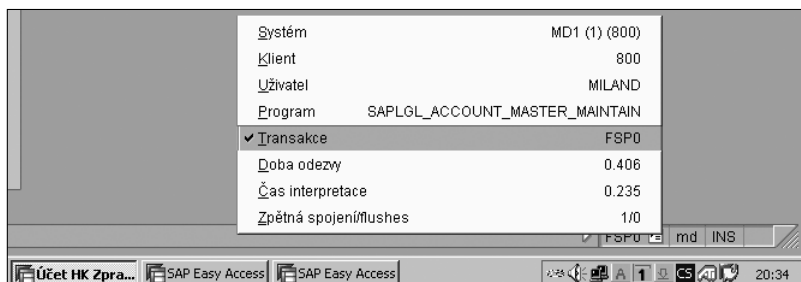 Systém MD1 (1) (800)
Klient 800
Uživatel MILAND
Program SAPLGL_ACCOUNT_MASTER_MAINTAIN
✔ Transakce FSP0
Doba odezvy 0.406
Čas interpretace 0.235
Zpětná spojení/flushes 1/0
FSP0 md INS
Účet HK Zpra... SAP Easy Access SAP Easy Access A 1 CS 20:34